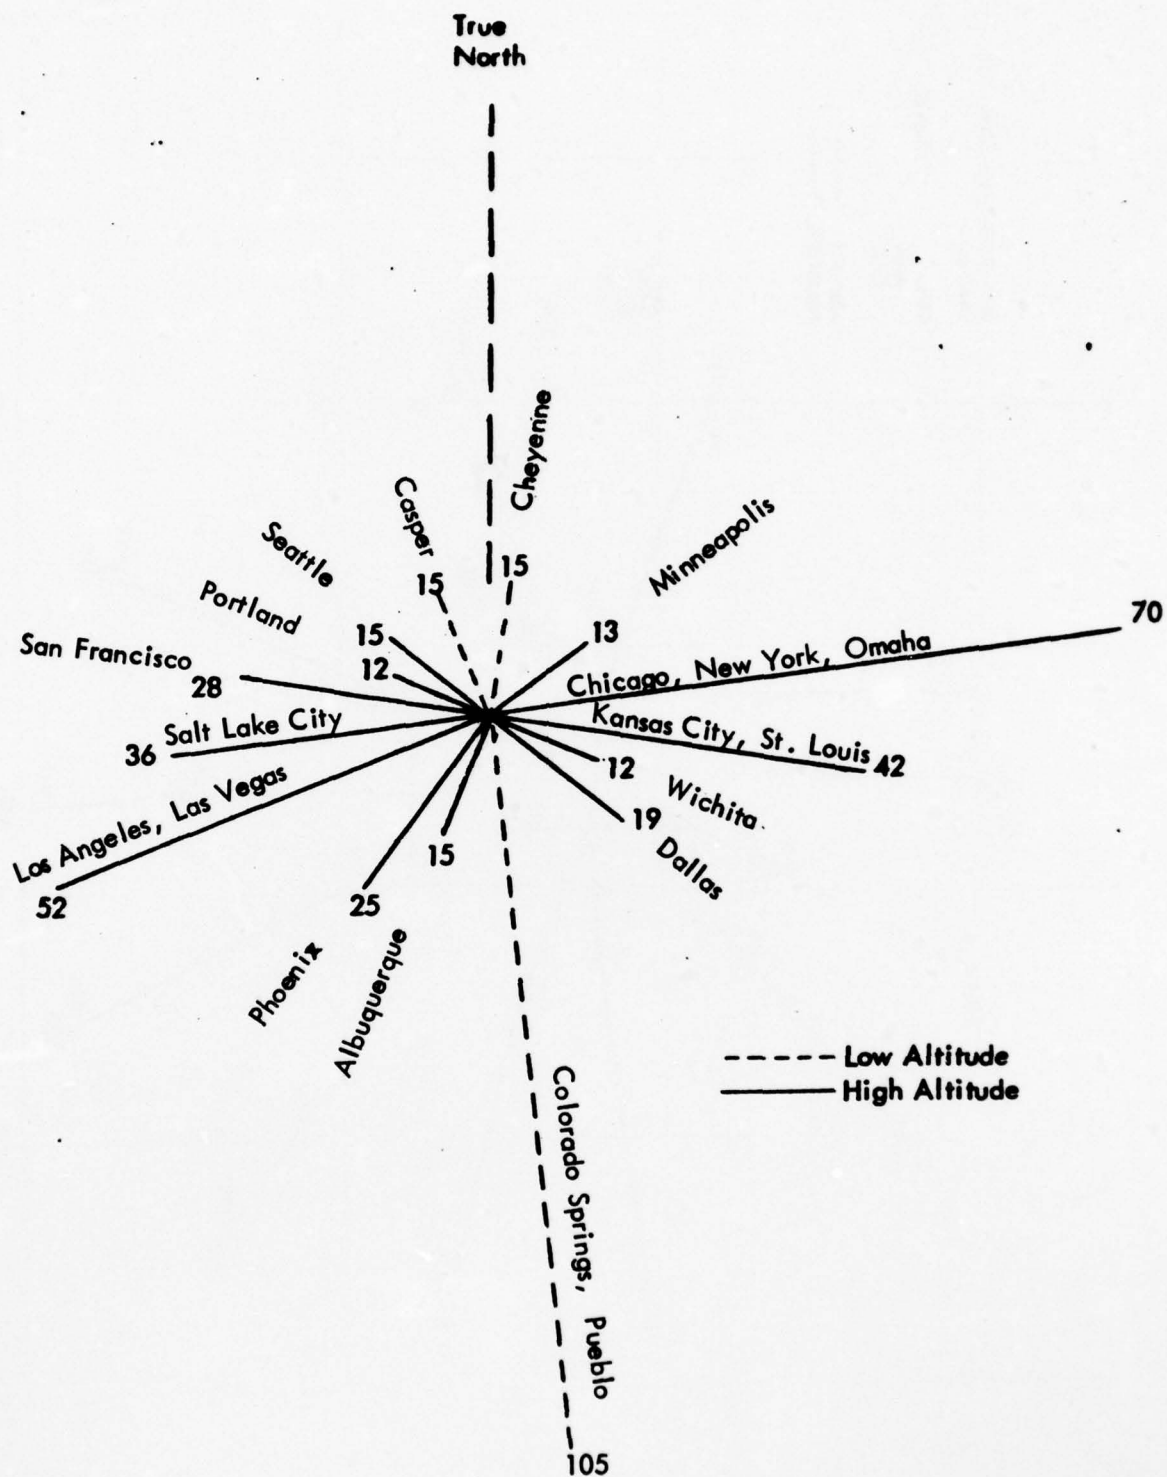 True
North
Cheyenne
Casper
Seattle
Minneapolis
15
15
Portland
70
15
13
San Francisco
Chicago, New York, Omaha
12
28
Salt Lake City
Kansas City, St. Louis
36
42
12
Los Angeles, Las Vegas
Wichita
19
15
Dallas
52
25
Phoenix
Albuquerque
Low Altitude
High Altitude
Colorado Springs, Pueblo
105